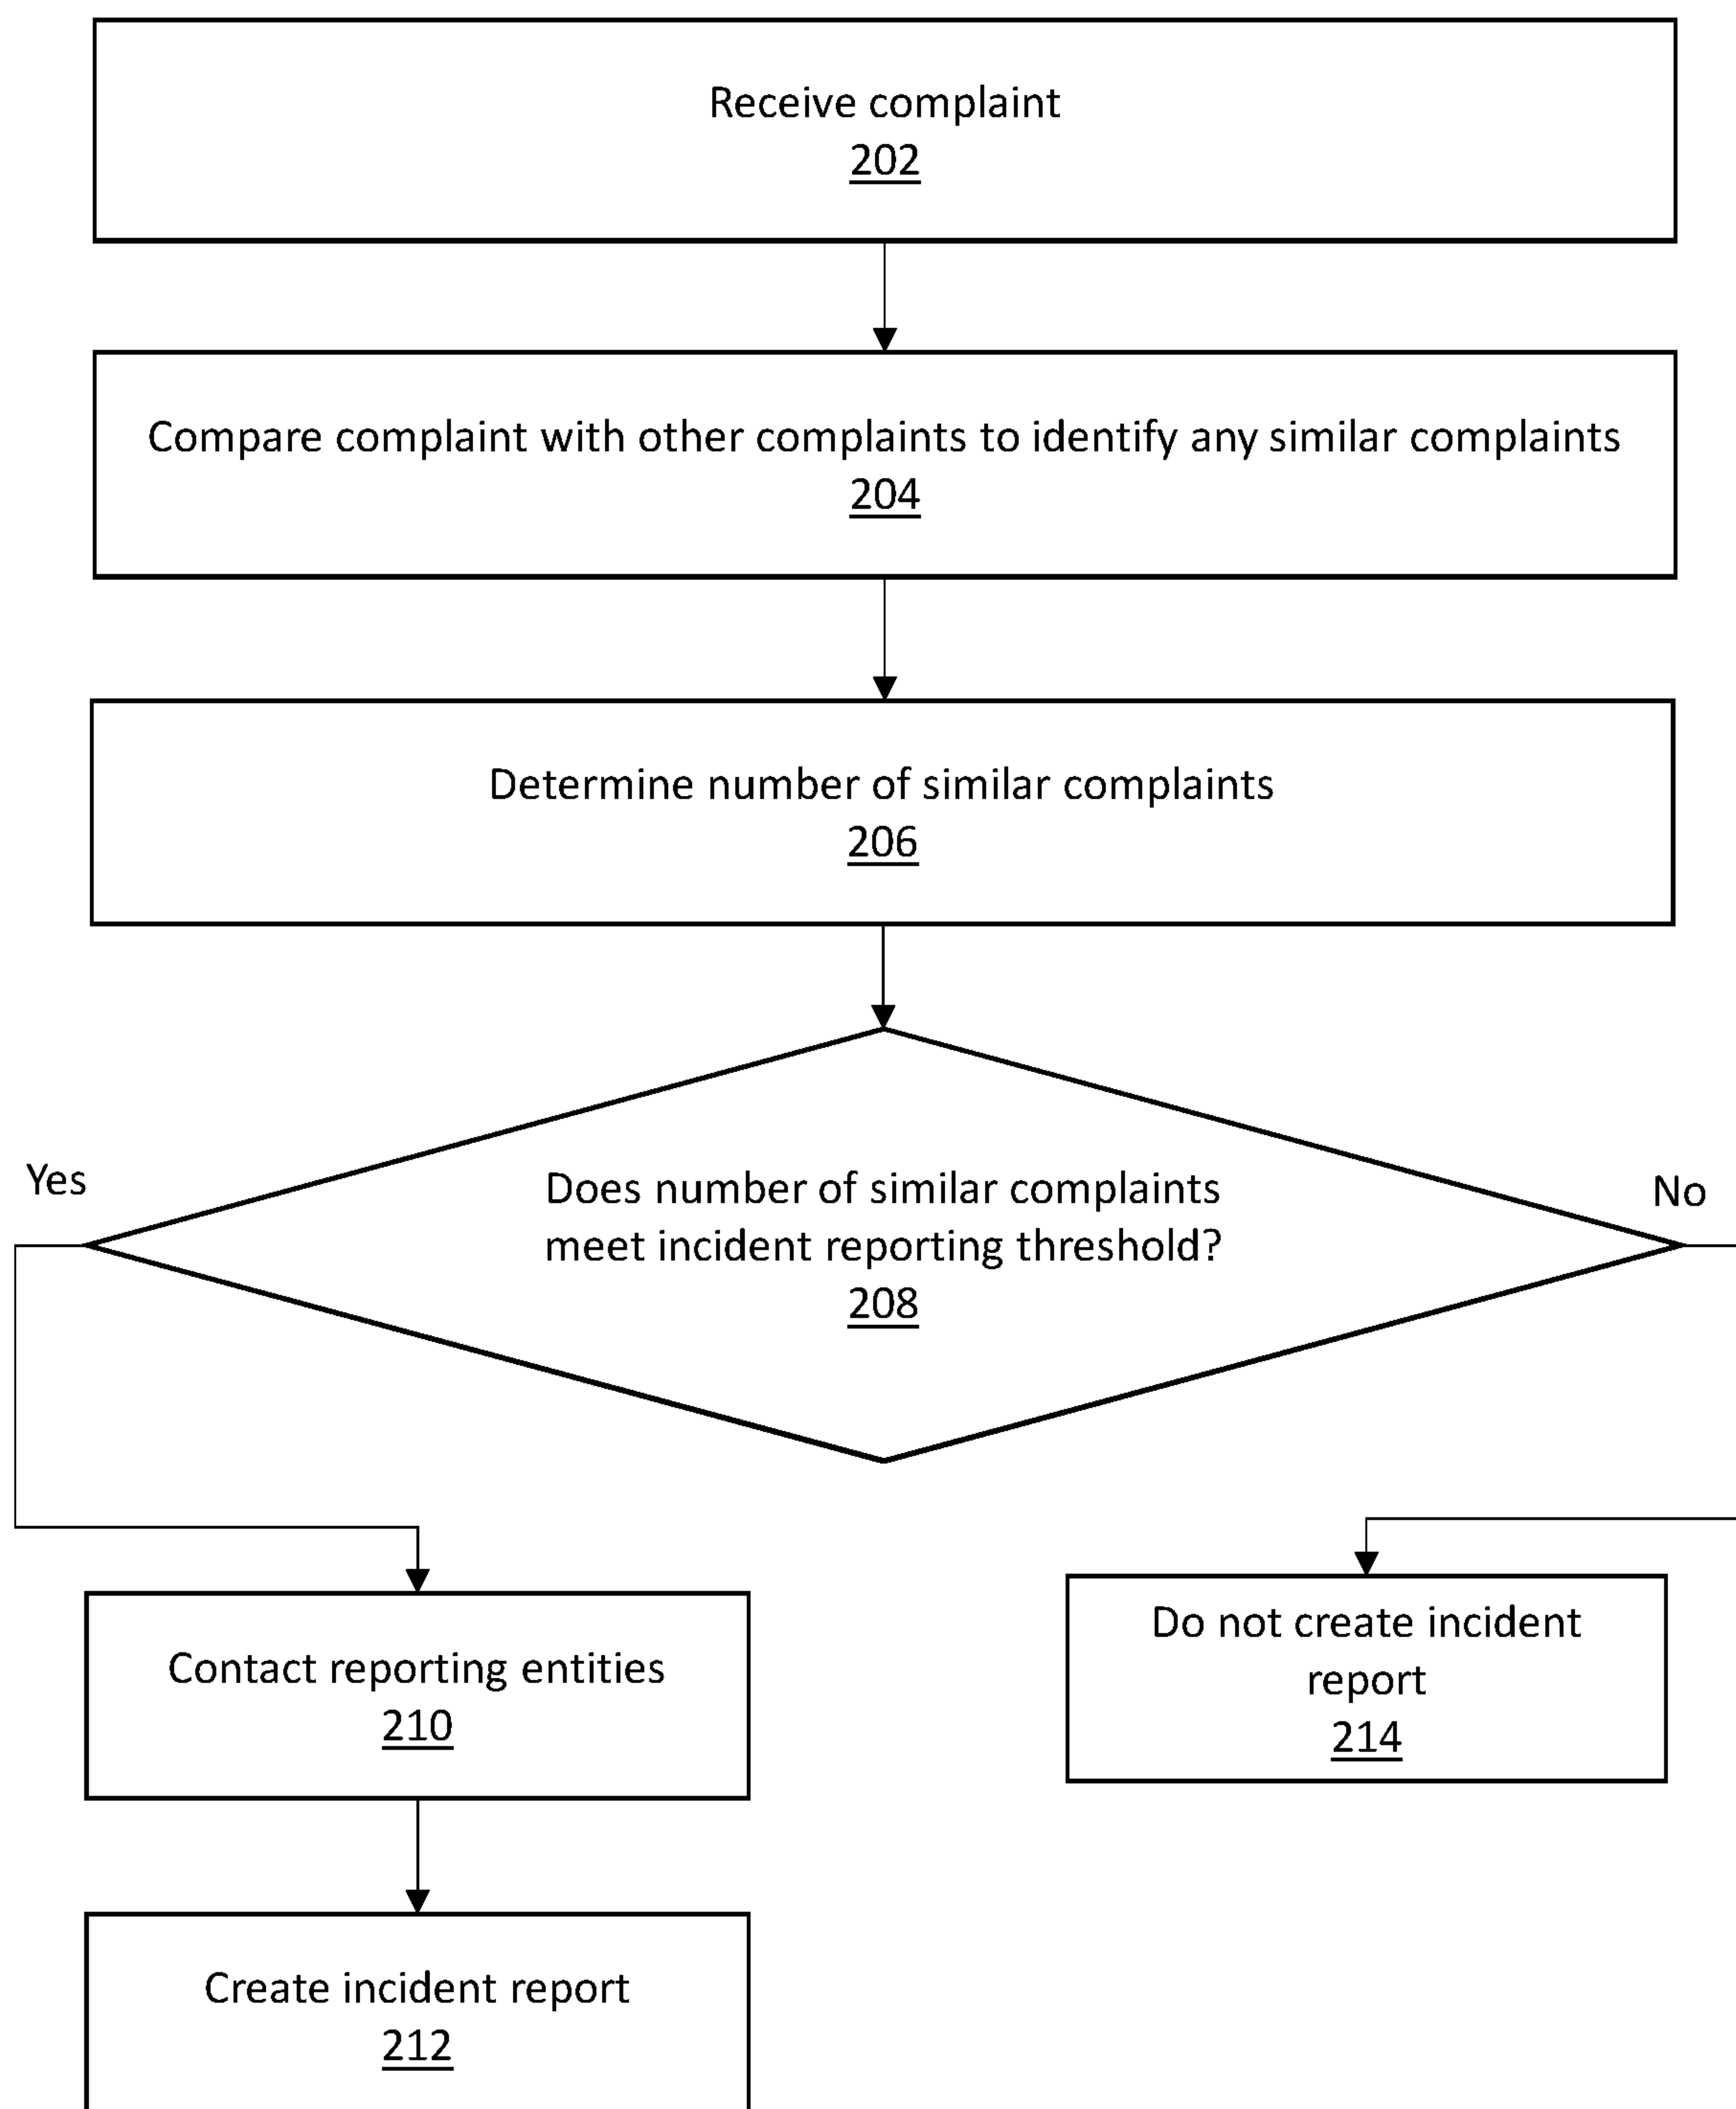 Receive complaint
202
Compare complaint with other complaints to identify any similar complaints
204
Determine number of similar complaints
206
Yes
No
Does number of similar complaints
meet incident reporting threshold?
208
Contact reporting entities
210
Do not create incident
report
214
Create incident report
212